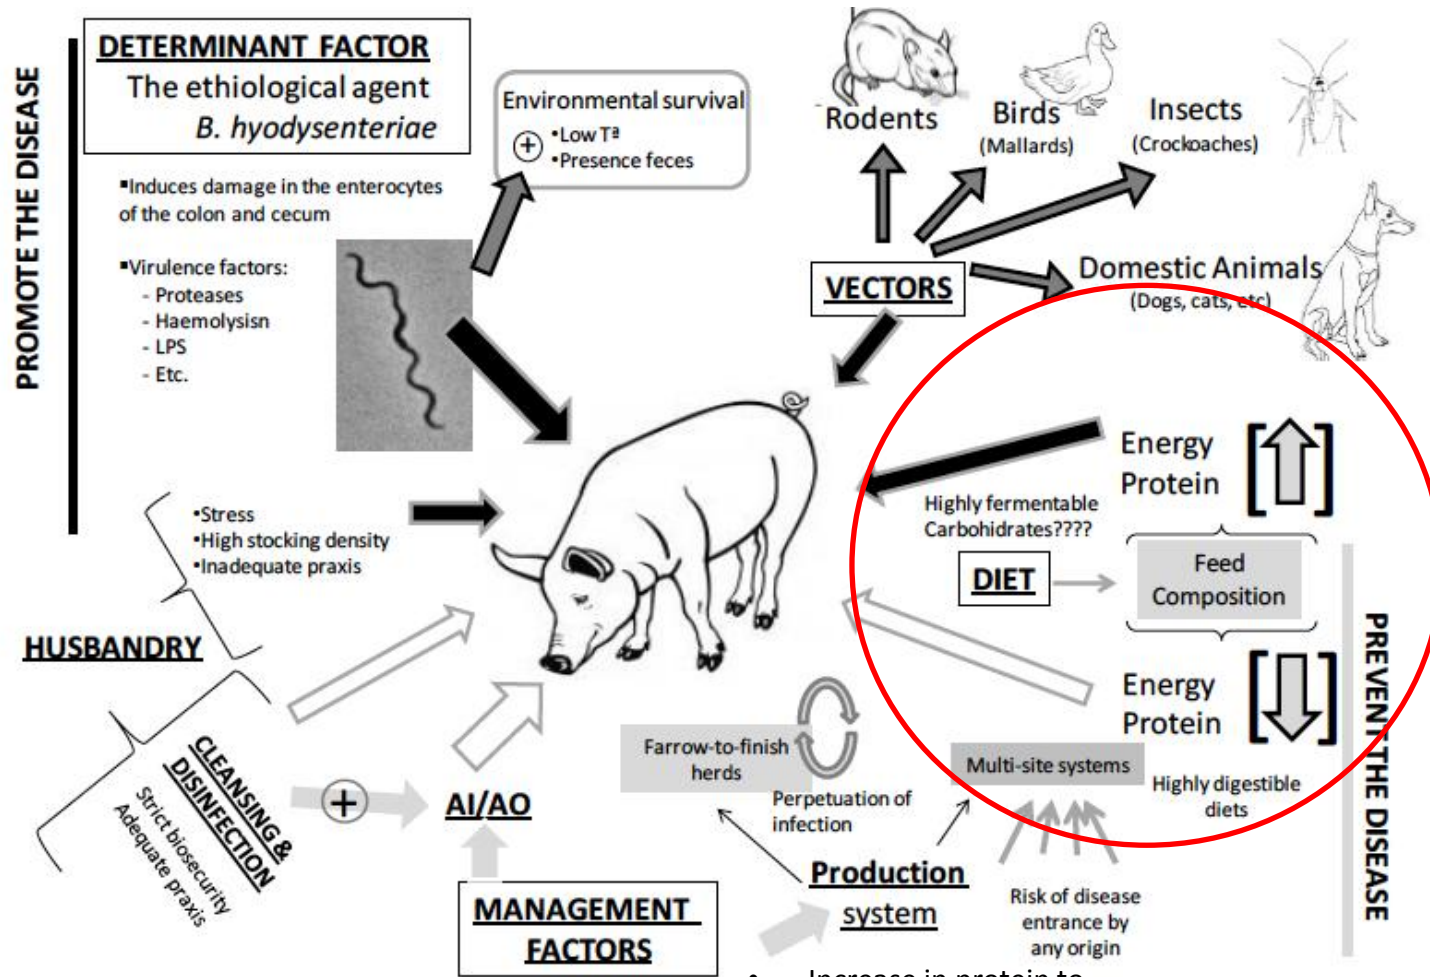 PROMOTE THE DISEASE
DETERMINANT FACTOR
The ethiological agent
B. hyodysenteriae
▪Induces damage in the enterocytes
of the colon and cecum
▪Virulence factors:
- Proteases
- Haemolysisn
- LPS
- Etc.
Environmental survival
+
•Low Tª
•Presence feces
Rodents
Birds
(Mallards)
Insects
(Crockoaches)
VECTORS
Domestic Animals
(Dogs, cats, etc)
•Stress
•High stocking density
•Inadequate praxis
HUSBANDRY
CLEANSING &
DISINFECTION
Strict biosecurity
Adequate praxis
+
AI/AO
MANAGEMENT
FACTORS
Farrow-to-finish
herds
Perpetuation of
infection
Production
system
Multi-site systems
Risk of disease
entrance by
any origin
Energy
Protein
[ ]
Highly fermentable
Carbohidrates????
DIET
Feed
Composition
Energy
Protein
[ ]
Highly digestible
diets
PREVENT THE DISEASE
• Increase in protein to